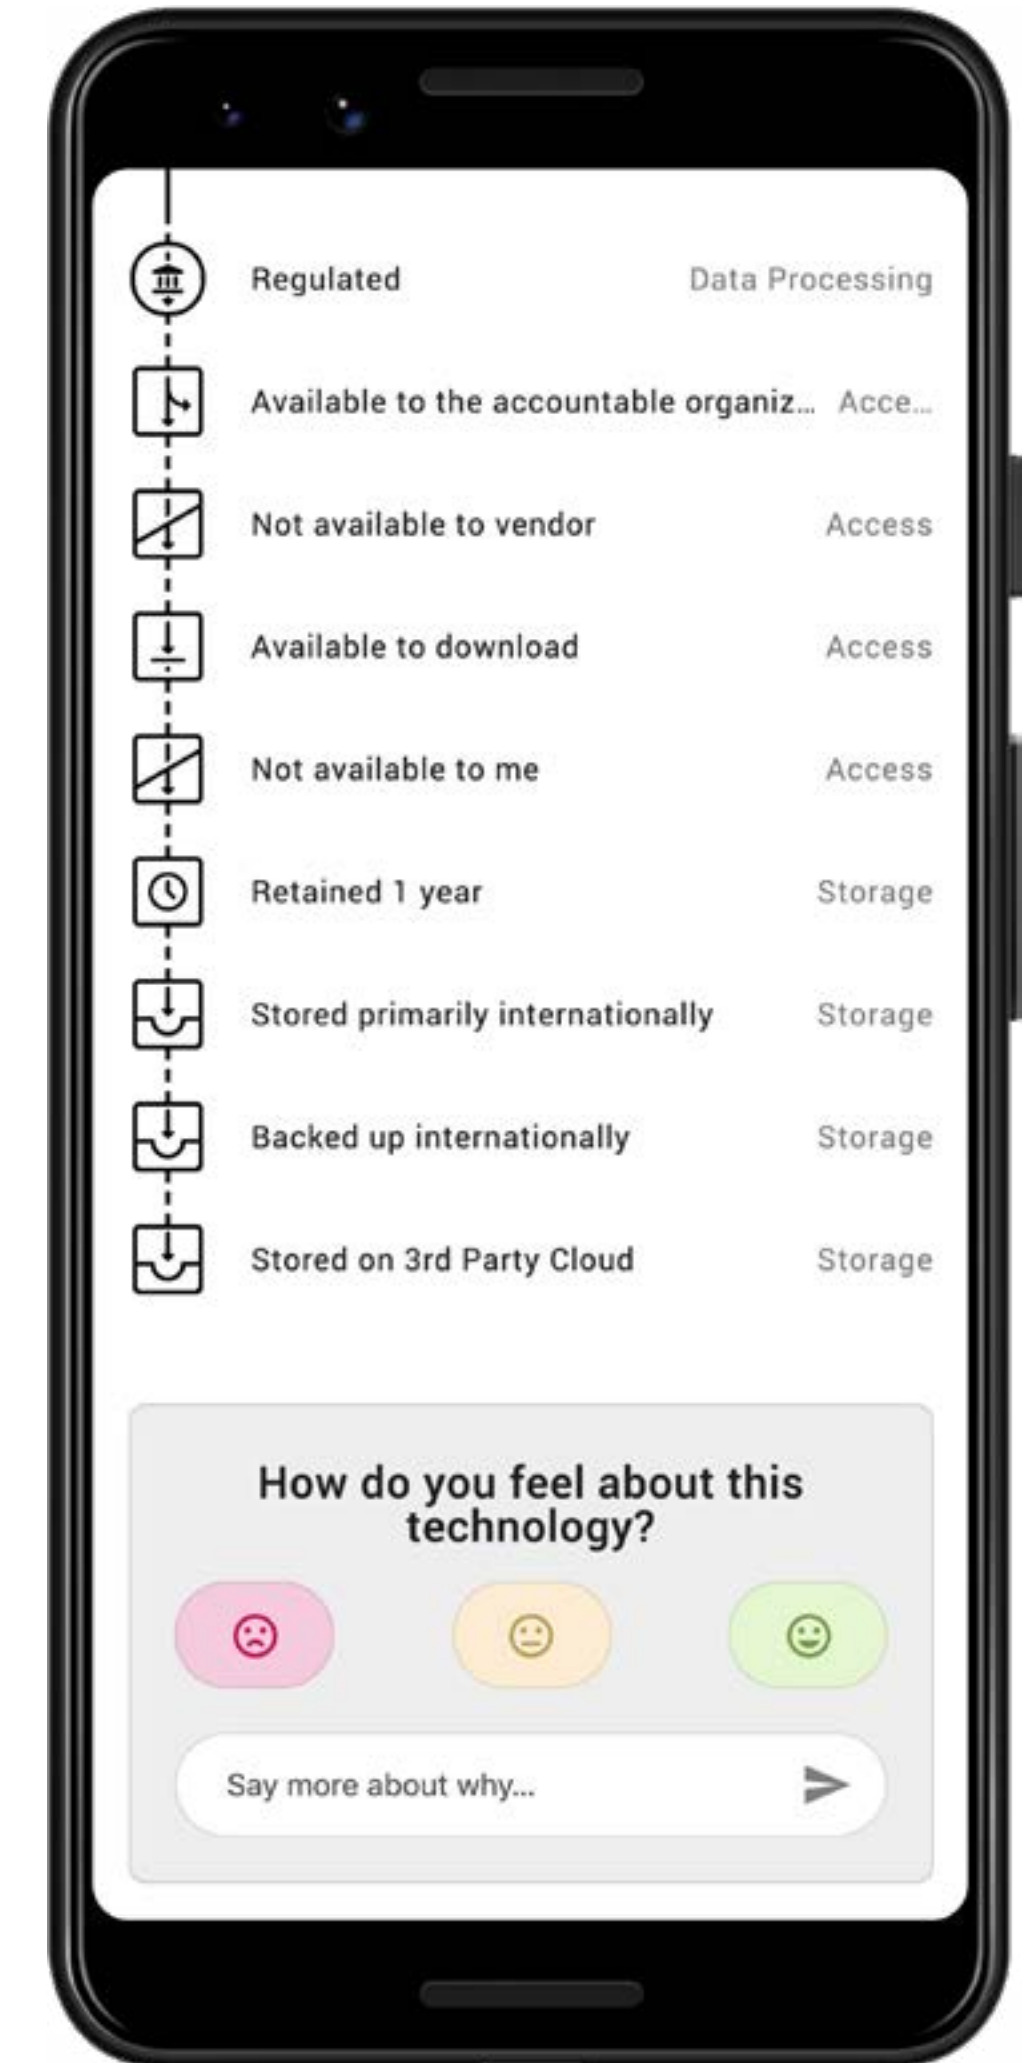 Regulated Data Processing
Available to the accountable organiz... Acce...
Not available to vendor Access
Available to download Access
Not available to me Access
Retained 1 year Storage
Stored primarily internationally Storage
Backed up internationally Storage
Stored on 3rd Party Cloud Storage
How do you feel about this
technology?
Say more about why...